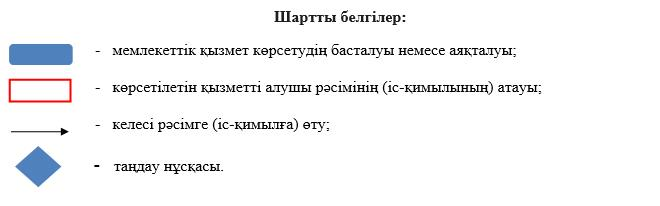 Шартты белгілер:
- мемлекеттік қызмет көрсетудің басталуы немесе аяқталуы;
- көрсетілетін қызметті алушы рәсімінің (іс-қимылының) атауы;
- келесі рәсімге (іс-қимылға) өту;
- таңдау нұсқасы.